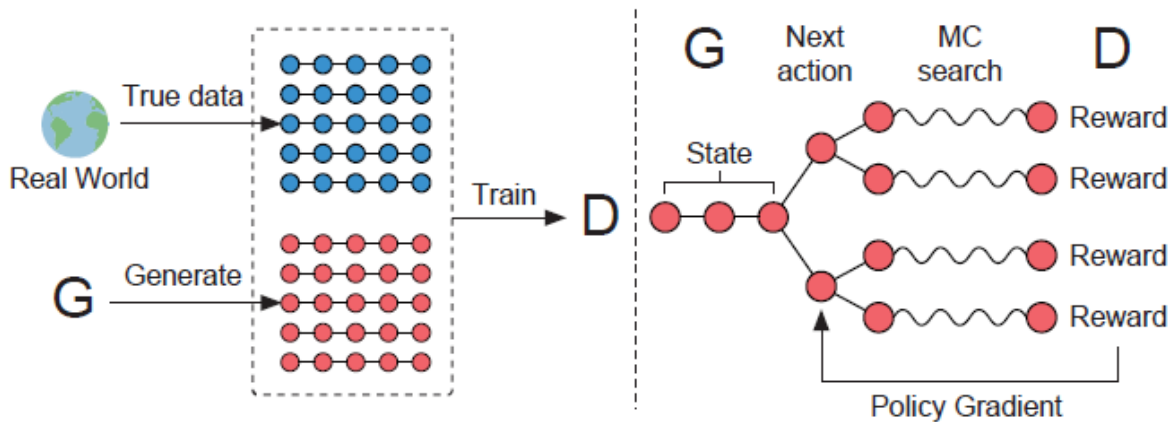 True data
Real World
G
Generate
Train
D
G
Next
action
MC
search
D
State
Reward
Reward
Reward
Reward
Policy Gradient